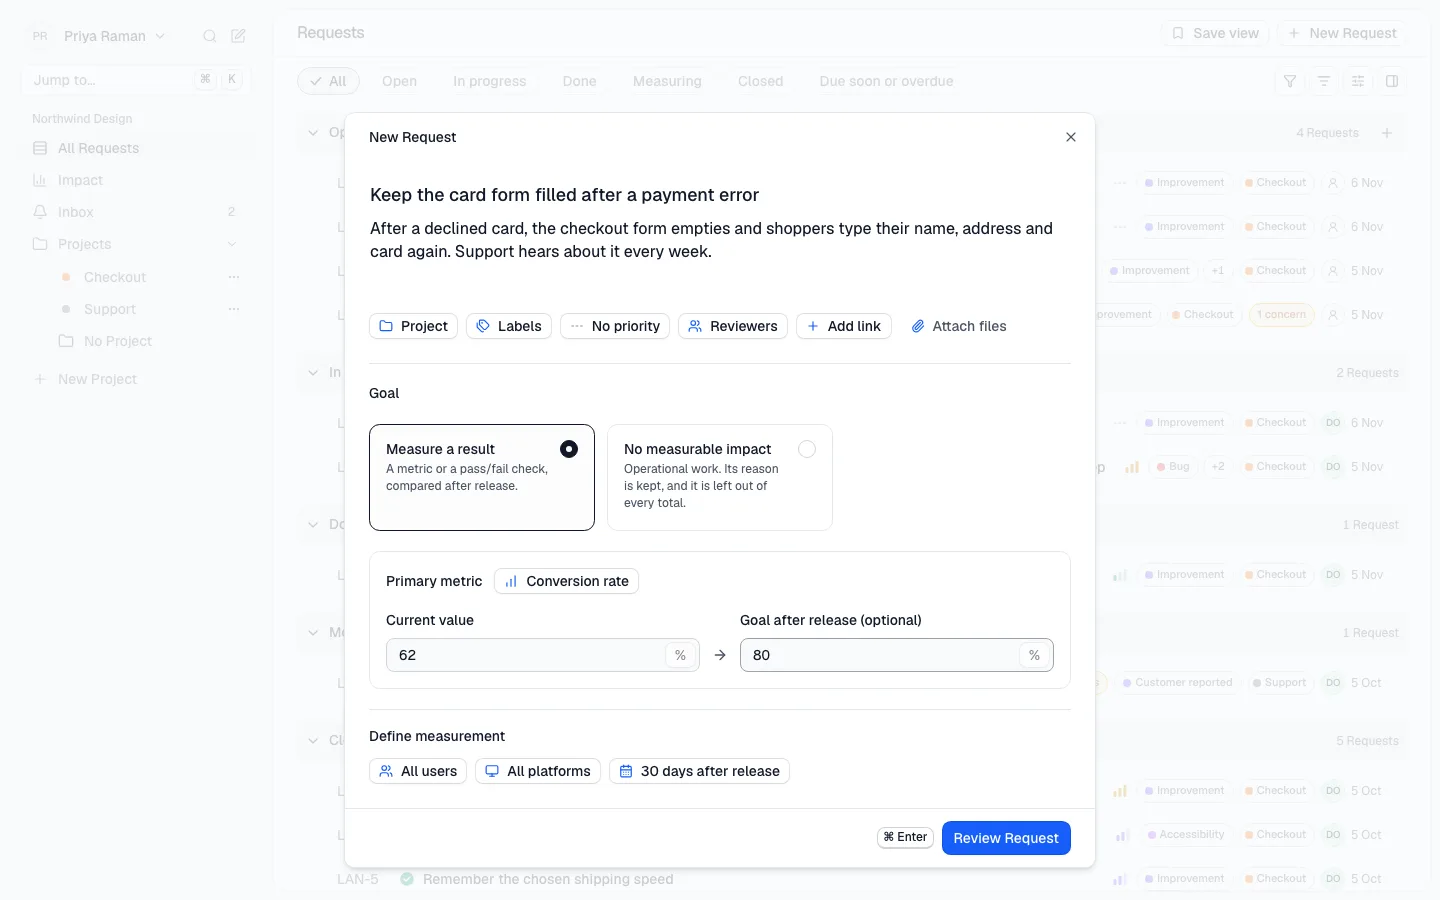 PR Priya Raman
Requests
Save view
New Request
Jump to...
⌘ K
All
Open
In progress
Done
Measuring
Closed
Due soon or overdue
Northwind Design
All Requests
Impact
Inbox 2
Projects
Checkout
Support
No Project
New Project
4 Requests
Improvement Checkout 6 Nov
Improvement Checkout 6 Nov
Improvement +1 Checkout 5 Nov
Checkout 1 concern 5 Nov
In
2 Requests
Improvement Checkout DO 6 Nov
Bug +2 Checkout DO 5 Nov
1 Request
Improvement Checkout DO 5 Nov
1 Request
Customer reported Support DO 5 Oct
5 Requests
Improvement Checkout DO 5 Oct
Accessibility Checkout DO 5 Oct
LAN-5 Remember the chosen shipping speed Improvement Checkout DO 5 Oct
New Request
Keep the card form filled after a payment error
After a declined card, the checkout form empties and shoppers type their name, address and
card again. Support hears about it every week.
Project
Labels
No priority
Reviewers
Add link
Attach files
Goal
Measure a result
A metric or a pass/fail check,
compared after release.
No measurable impact
Operational work. Its reason
is kept, and it is left out of
every total.
Primary metric
Conversion rate
Current value
62 %
Goal after release (optional)
80 %
Define measurement
All users
All platforms
30 days after release
⌘ Enter
Review Request